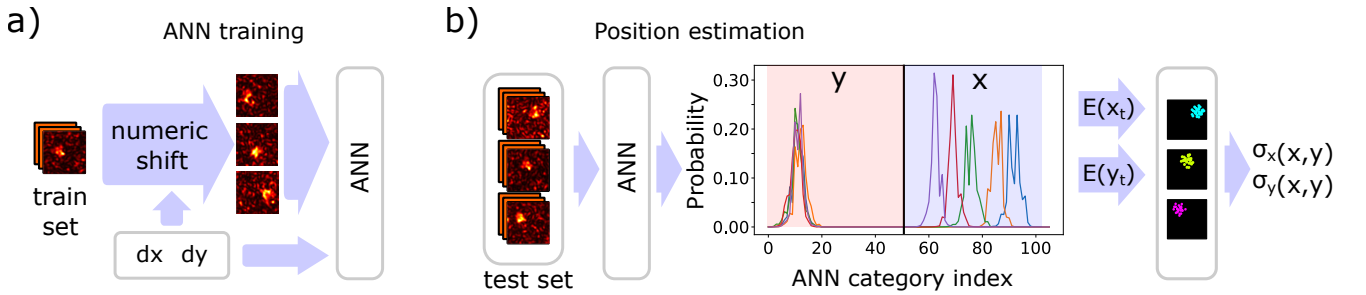 a)
ANN training
numeric
shift
train
set
dx dy
ANN
b)
Position estimation
test set
ANN
Probability
0.30
0.20
0.10
0.00
y
x
0
20
40
60
80
100
ANN category index
E(xₜ)
E(yₜ)
σₓ(x,y)
σᵧ(x,y)